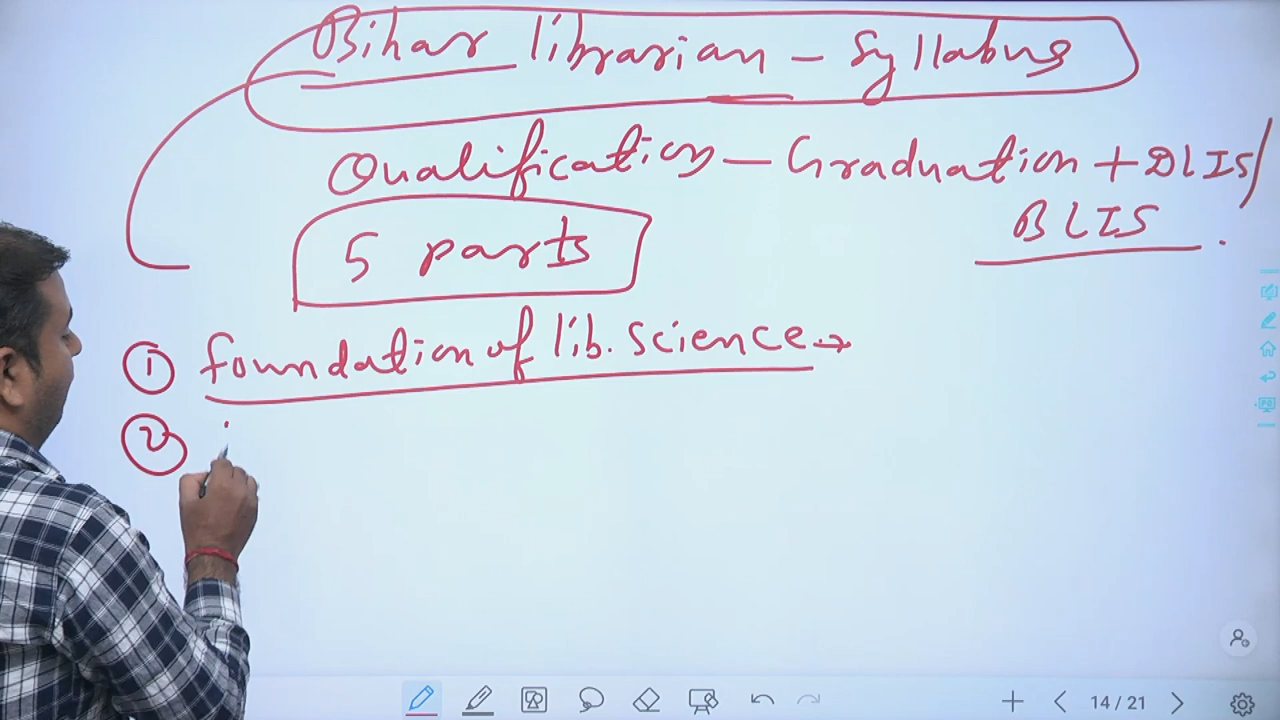 Bihar librarian - Syllabus
Qualification - Graduation + DLIS/
BLIS
5 parts
1 foundation of lib. Science →
2
14 / 21